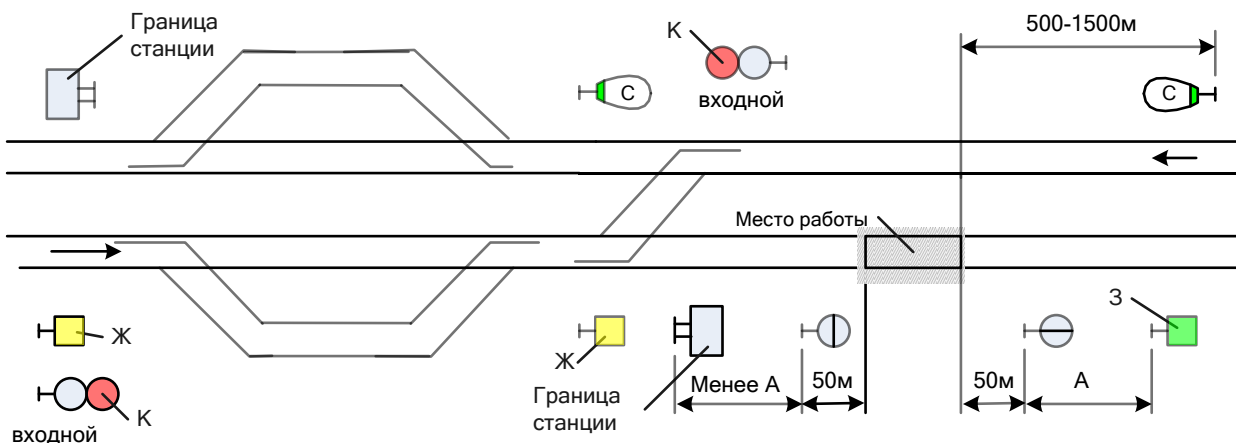 Граница
станции
К
входной
С
500-1500м
С
Место работы
Ж
К
входной
Ж
Граница
станции
Менее А
50м
50м
А
З